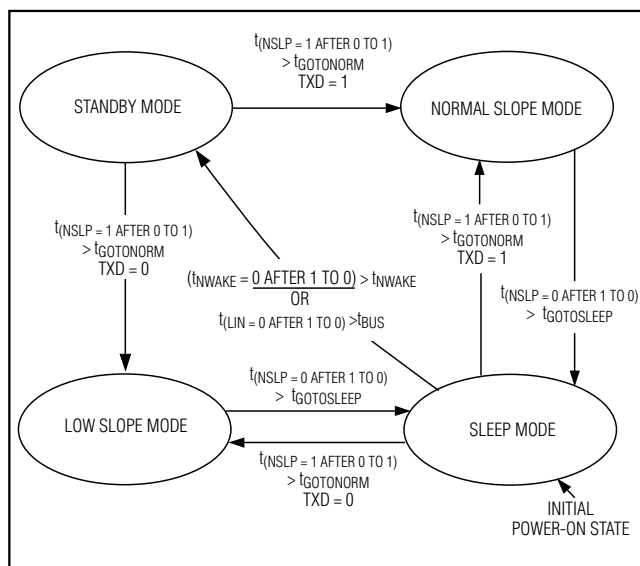 t(NSLP = 1 AFTER 0 TO 1)
> tGOTONORM
TXD = 1
STANDBY MODE
NORMAL SLOPE MODE
t(NSLP = 1 AFTER 0 TO 1)
> tGOTONORM
TXD = 0
t(NSLP = 1 AFTER 0 TO 1)
> tGOTONORM
TXD = 1
(tNWAKE = 0 AFTER 1 TO 0) > tNWAKE
OR
t(LIN = 0 AFTER 1 TO 0) >tBUS
t(NSLP = 0 AFTER 1 TO 0)
> tGOTOSLEEP
t(NSLP = 0 AFTER 1 TO 0)
> tGOTOSLEEP
LOW SLOPE MODE
SLEEP MODE
t(NSLP = 1 AFTER 0 TO 1)
> tGOTONORM
TXD = 0
INITIAL
POWER-ON STATE